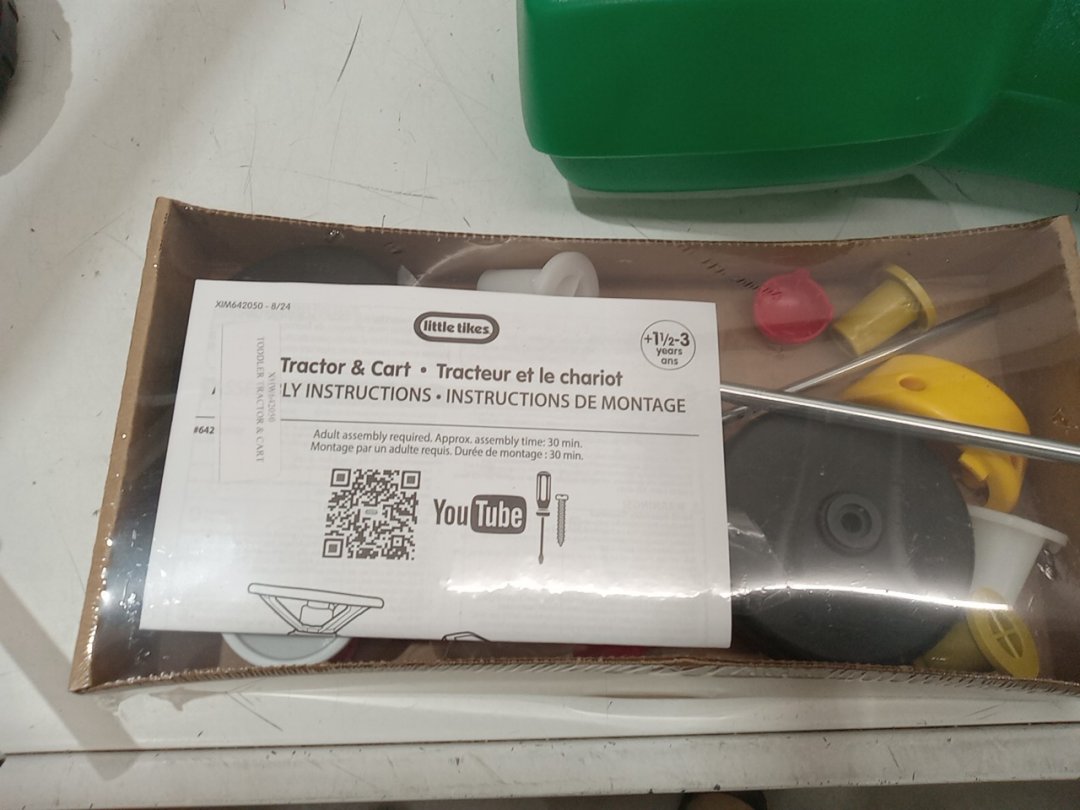 XIM642050 - 8/24
little tikes
+1½-3
years
ans
Tractor & Cart • Tracteur et le chariot
LY INSTRUCTIONS • INSTRUCTIONS DE MONTAGE
#642
XIM642050
TODDLER TRACTOR & CART
Adult assembly required. Approx. assembly time: 30 min.
Montage par un adulte requis. Durée de montage : 30 min.
YouTube